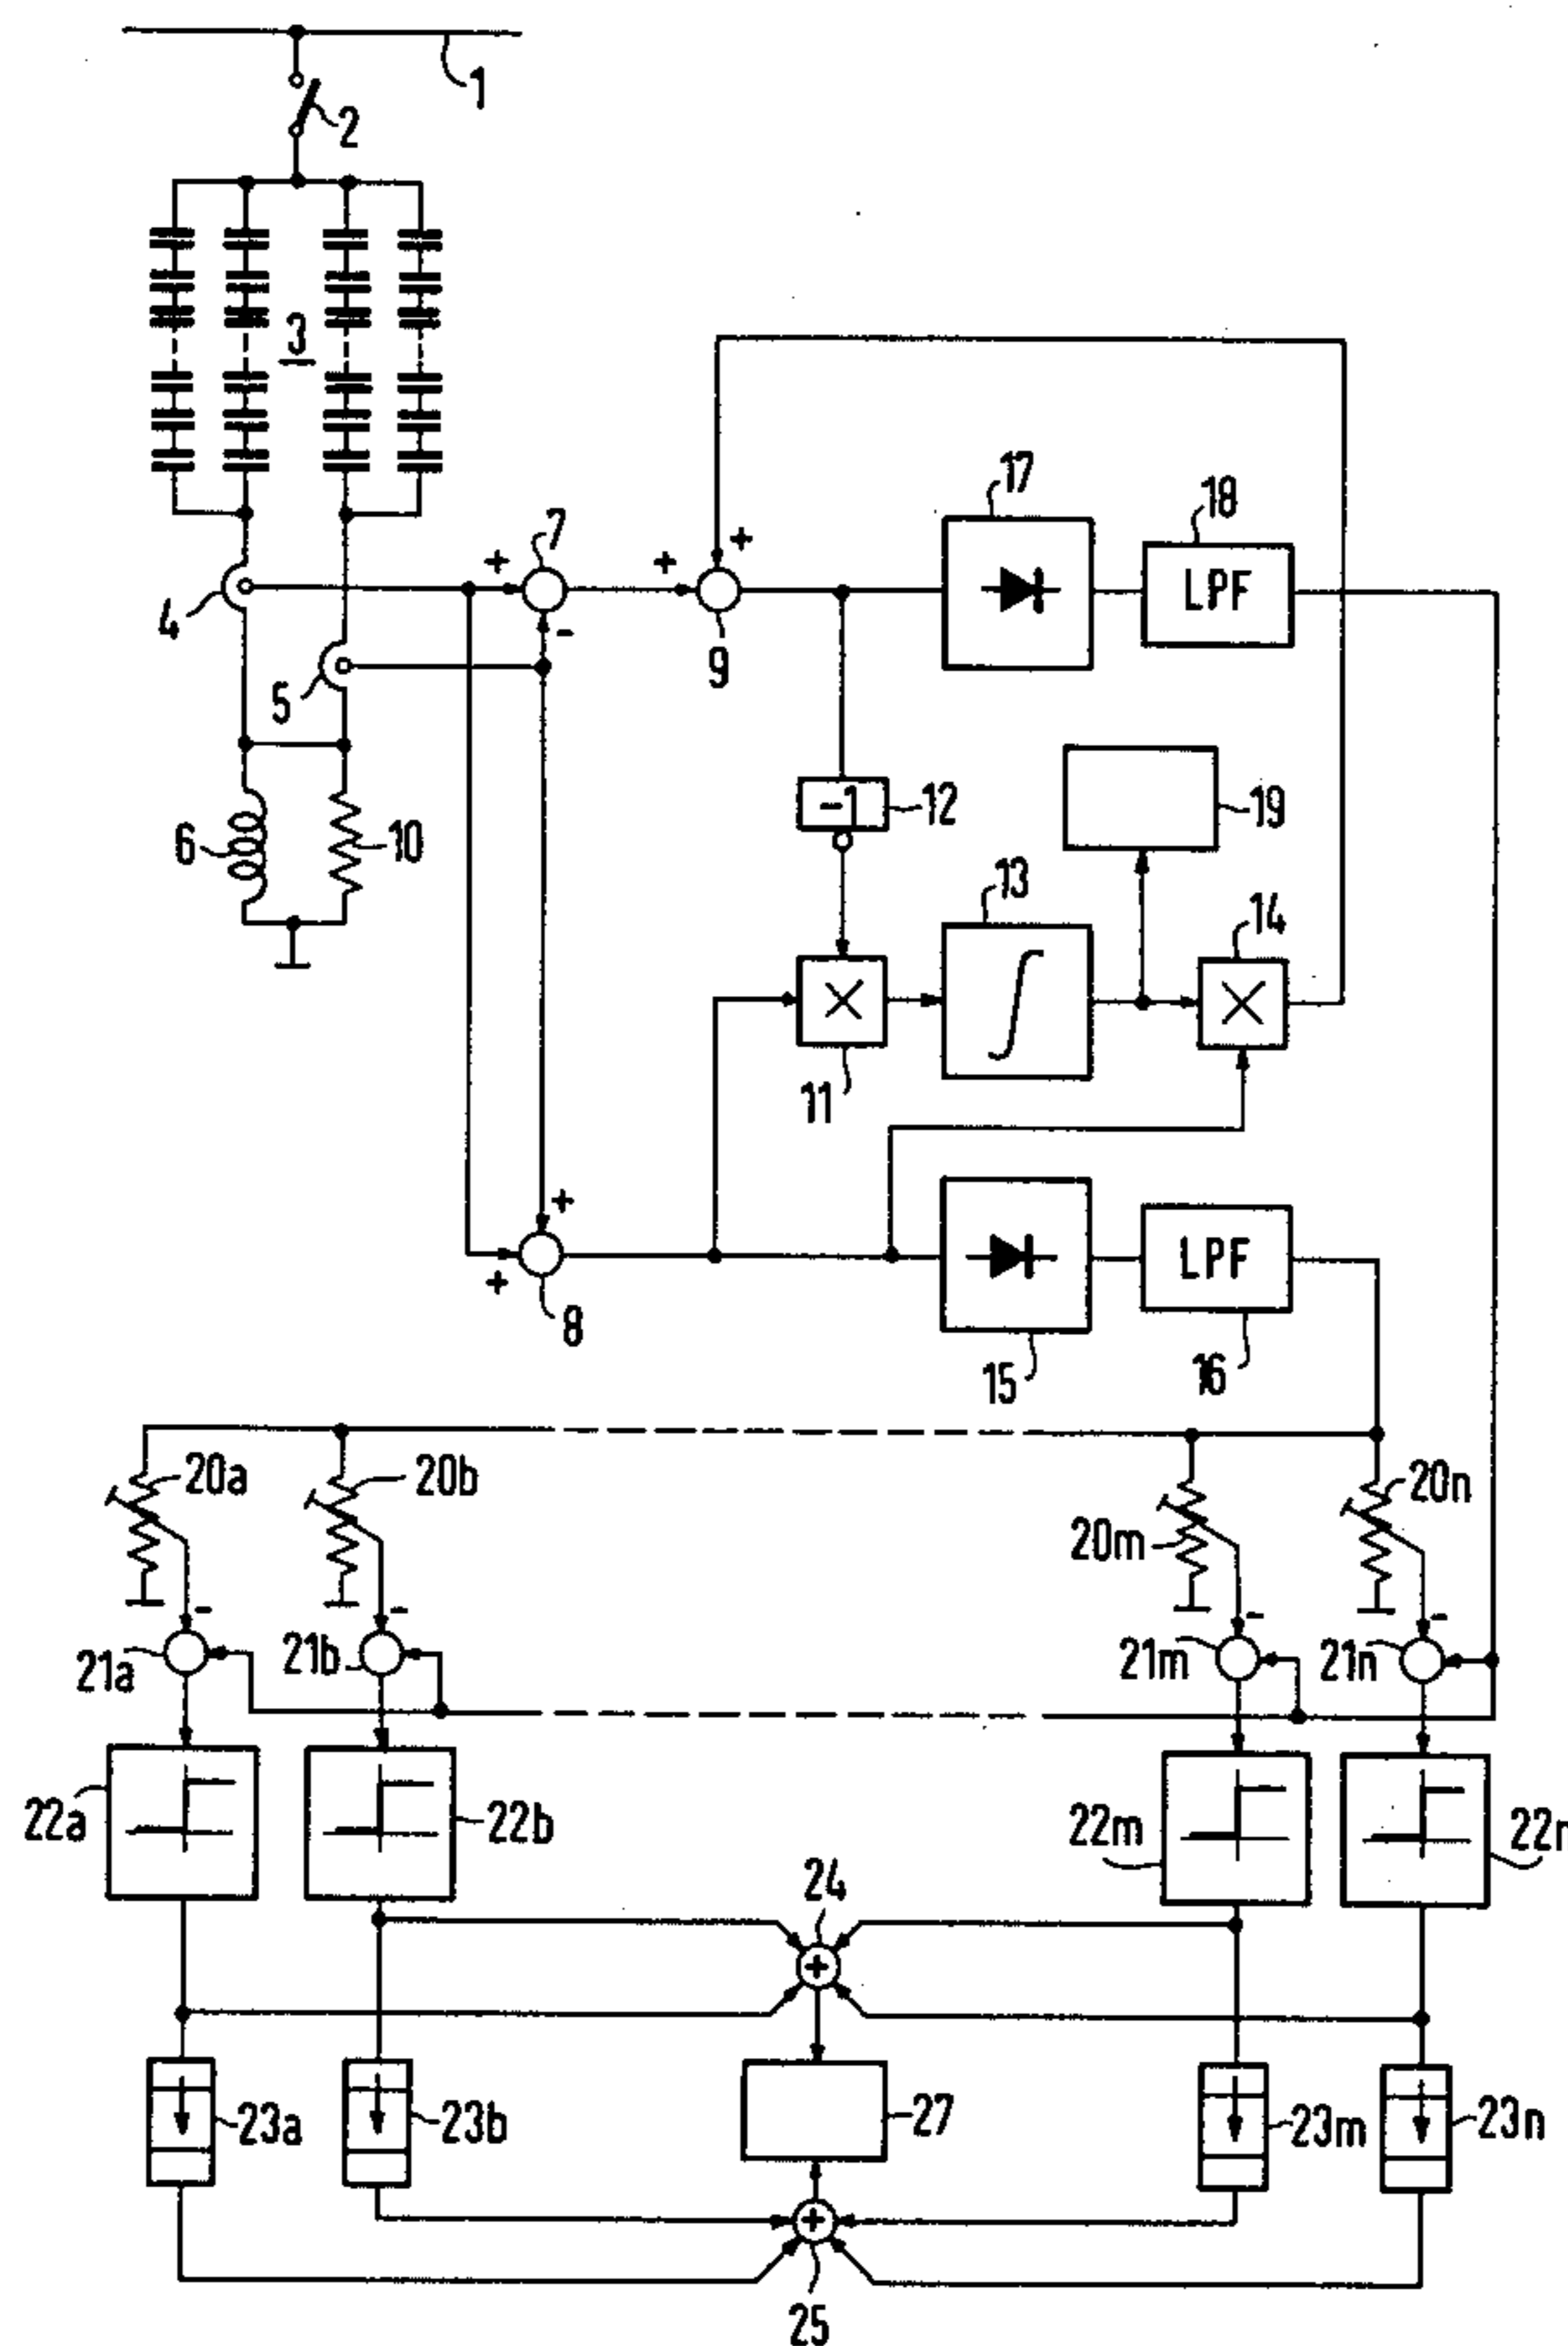 1
2
3
17
18
7
+
+
+
LPF
4
-
9
5
-1
12
19
6
10
13
14
×
×
11
+
LPF
+
8
15
16
20a
20b
20n
20m
-
-
-
-
21a
21b
21m
21n
22a
22b
22m
22n
24
+
23a
23b
27
23m
23n
+
25